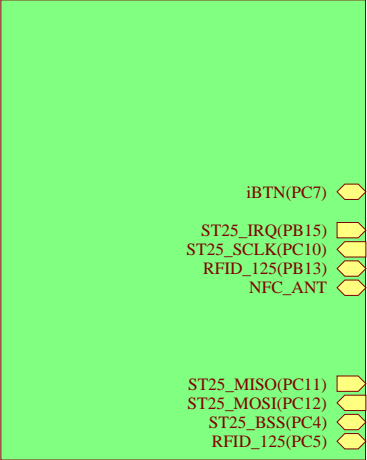 iBTN(PC7)
ST25_IRQ(PB15)
ST25_SCLK(PC10)
RFID_125(PB13)
NFC_ANT
ST25_MISO(PC11)
ST25_MOSI(PC12)
ST25_BSS(PC4)
RFID_125(PC5)